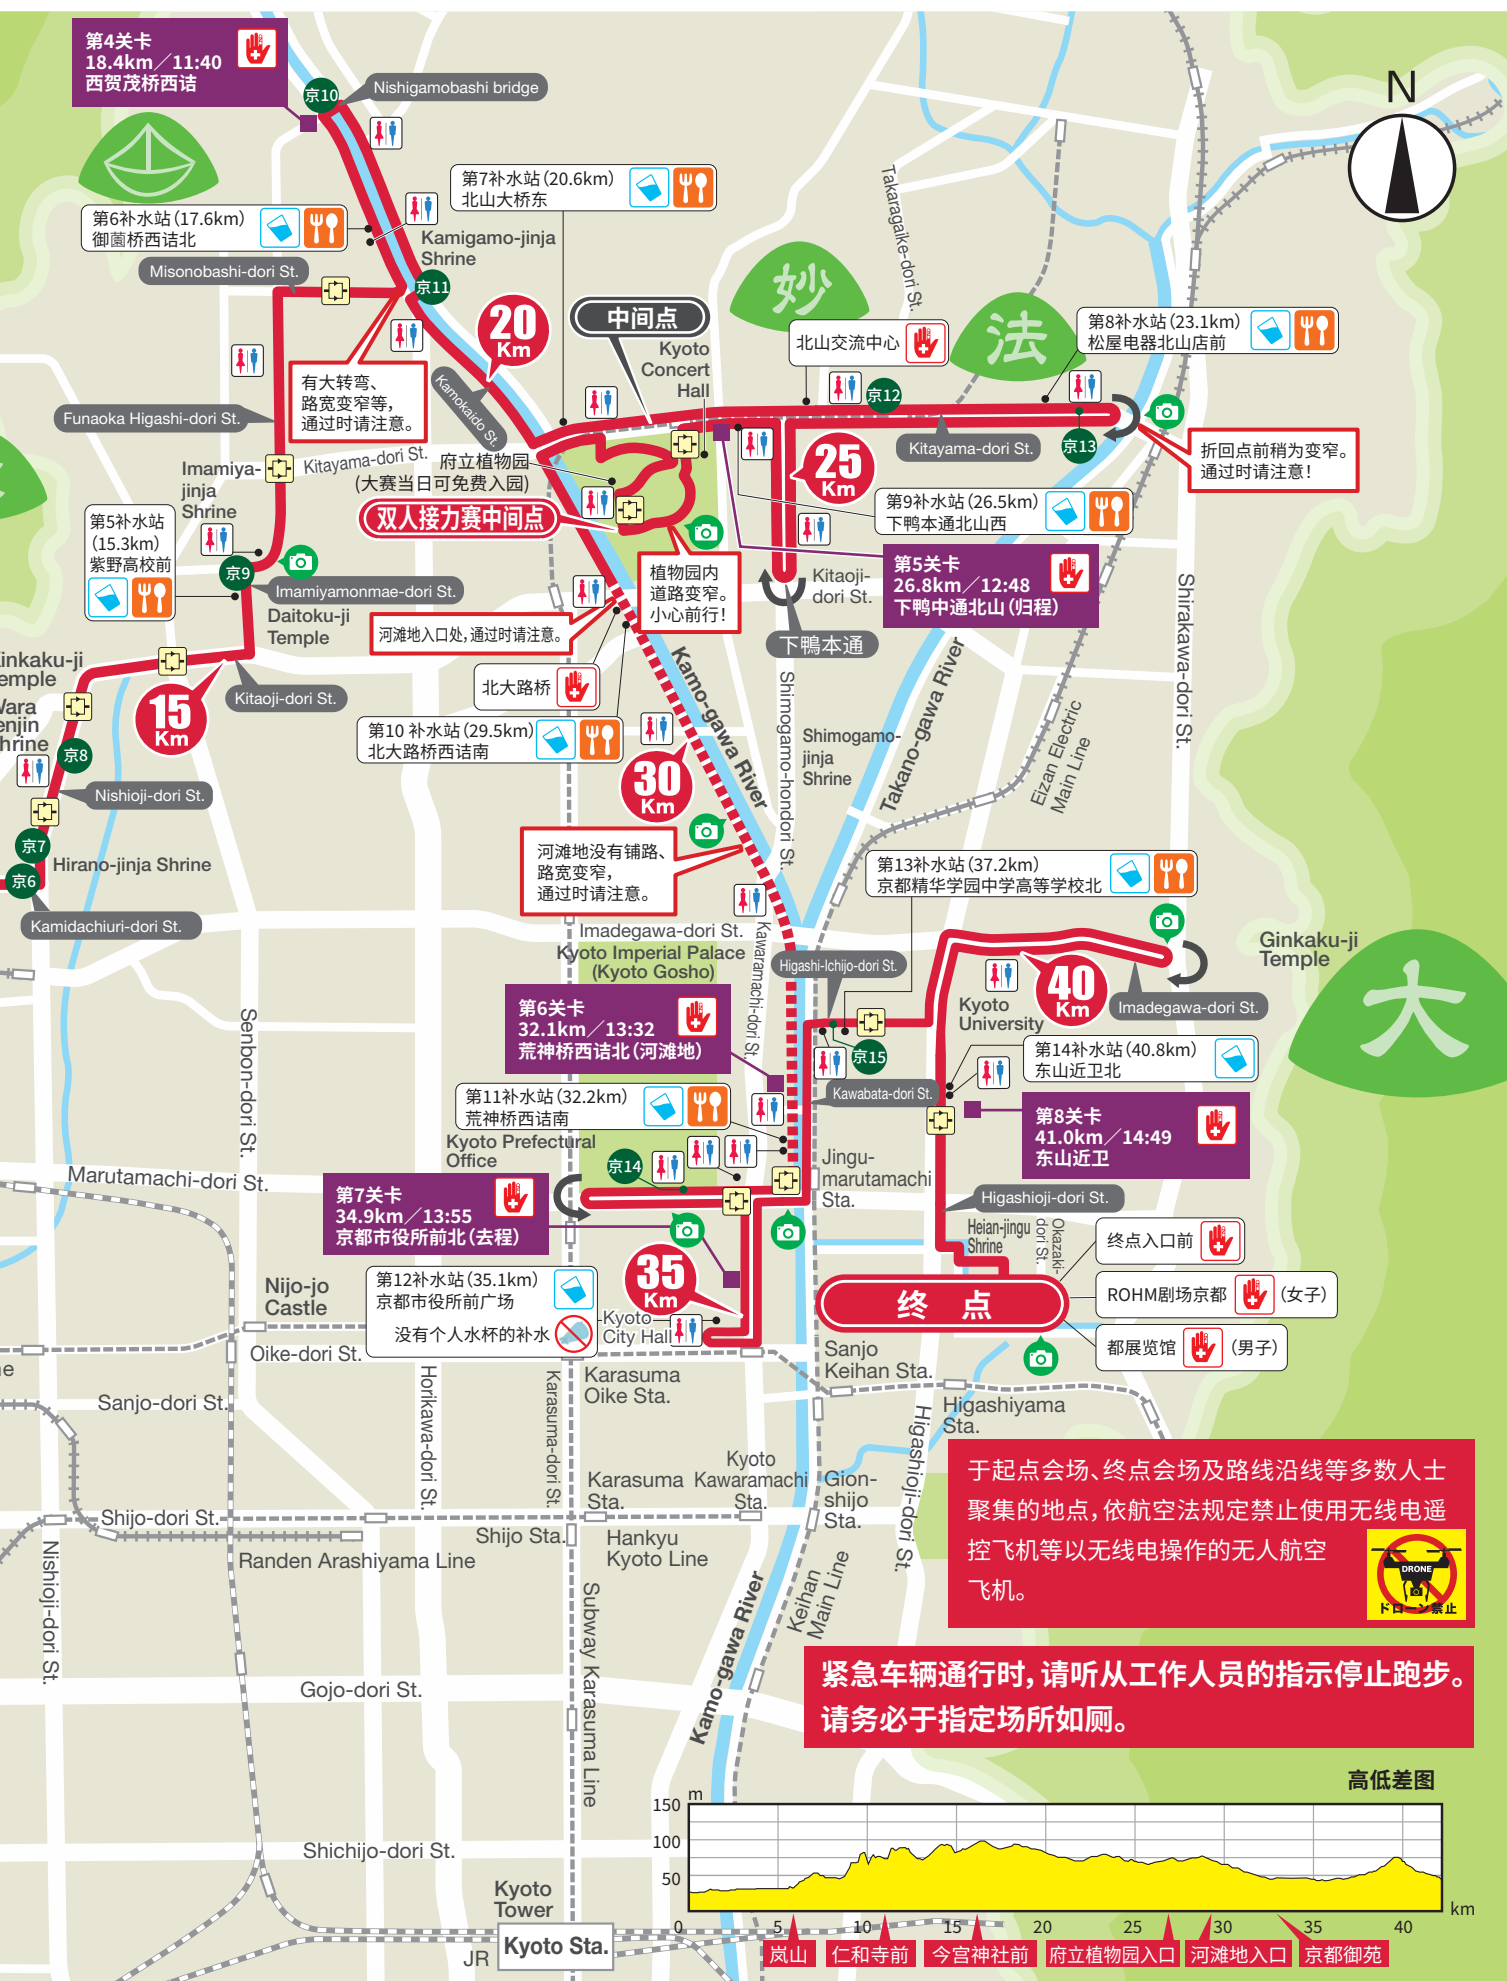 第4关卡
18.4km／11:40
西贺茂桥西诘
京10
Nishigamobashi bridge
N
第7补水站（20.6km）
北山大桥东
第6补水站（17.6km）
御薗桥西诘北
Kamigamo-jinja
Shrine
Misonobashi-dori St.
京11
20
Km
中间点
Kyoto
Concert
Hall
妙
法
Takaragaike-dori St.
北山交流中心
第8补水站（23.1km）
松屋电器北山店前
京12
京13
Kitayama-dori St.
折回点前稍为变窄。
通过时请注意！
有大转弯、
路宽变窄等，
通过时请注意。
Kamokaido St.
Funaoka Higashi-dori St.
Kitayama-dori St.
府立植物园
(大赛当日可免费入园)
双人接力赛中间点
Imamiya-
jinja
Shrine
25
Km
第9补水站（26.5km）
下鸭本通北山西
第5补水站
（15.3km）
紫野高校前
京9
Imamiyamonmae-dori St.
Daitoku-ji
Temple
植物园内
道路变窄。
小心前行！
第5关卡
26.8km／12:48
下鸭中通北山（归程）
Kitaoji-
dori St.
下鴨本通
Shirakawa-dori St.
河滩地入口处，通过时请注意。
北大路桥
Kitaoji-dori St.
15
Km
第10 补水站（29.5km）
北大路桥西诘南
京8
Nishioji-dori St.
京7
京6
Hirano-jinja Shrine
Kamidachiuri-dori St.
30
Km
Kamo-gawa River
Shimogamo-hondori St.
Shimogamo-
jinja
Shrine
Takano-gawa River
Eizan Electric
Main Line
河滩地没有铺路、
路宽变窄，
通过时请注意。
第13补水站（37.2km）
京都精华学园中学高等学校北
Imadegawa-dori St.
Kyoto Imperial Palace
(Kyoto Gosho)
Kawaramachi-dori St.
Higashi-Ichijo-dori St.
Ginkaku-ji
Temple
大
40
Km
Imadegawa-dori St.
Kyoto
University
第6关卡
32.1km／13:32
荒神桥西诘北（河滩地）
京15
第14补水站（40.8km）
东山近卫北
Kawabata-dori St.
第11补水站（32.2km）
荒神桥西诘南
第8关卡
41.0km／14:49
东山近卫
Senbon-dori St.
Kyoto Prefectural
Office
京14
Jingu-
marutamachi
Sta.
Marutamachi-dori St.
第7关卡
34.9km／13:55
京都市役所前北（去程）
Higashioji-dori St.
Heian-jingu
Shrine
Okazaki-
dori St.
终点入口前
ROHM剧场京都
（女子）
都展览馆
（男子）
终　点
35
Km
Nijo-jo
Castle
第12补水站（35.1km）
京都市役所前广场
没有个人水杯的补水
Kyoto
City Hall
Oike-dori St.
Sanjo
Keihan Sta.
Karasuma
Oike Sta.
Sanjo-dori St.
Horikawa-dori St.
Karasuma-dori St.
Higashiyama
Sta.
Higashioji-dori St.
Kyoto
Kawaramachi
Sta.
Karasuma
Sta.
Gion-
shijo
Sta.
Shijo-dori St.
Shijo Sta.
Hankyu
Kyoto Line
Randen Arashiyama Line
Nishioji-dori St.
Subway Karasuma Line
Kamo-gawa River
Keihan
Main Line
于起点会场、终点会场及路线沿线等多数人士
聚集的地点，依航空法规定禁止使用无线电遥
控飞机等以无线电操作的无人航空
飞机。
DRONE
ドローン禁止
紧急车辆通行时，请听从工作人员的指示停止跑步。
请务必于指定场所如厕。
Gojo-dori St.
Shichijo-dori St.
Kyoto
Tower
Kyoto Sta.
JR
高低差图
m
150
100
50
0
5
10
15
20
25
30
35
40
km
岚山
仁和寺前
今宫神社前
府立植物园入口
河滩地入口
京都御苑